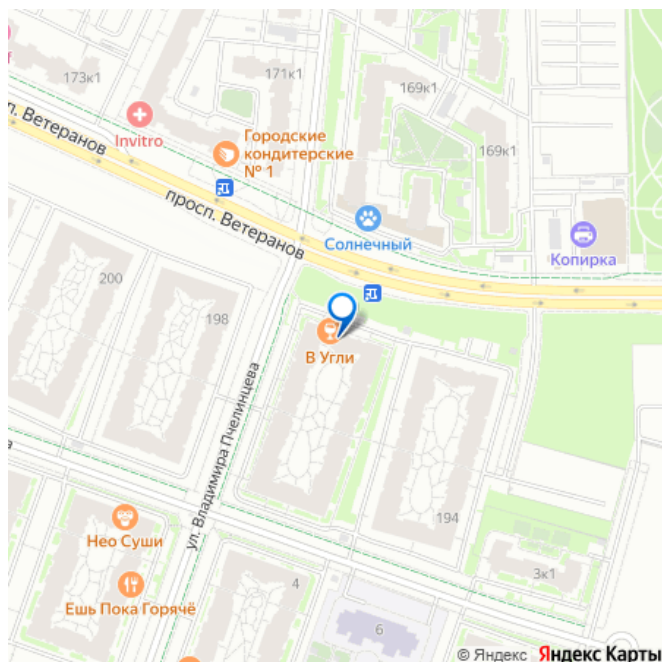 173к1
171к1
169к1
л. Ветеранов
Invitro
Городские
кондитерские
№ 1
169к1
просп. Ветеранов
Солнечный
Копирка
200
198
В Угли
ул. Владимира Пчелинцева
194
Нео Суши
3к1
Ешь Пока Горячё
4
6
© Яндекс Яндекс Карты